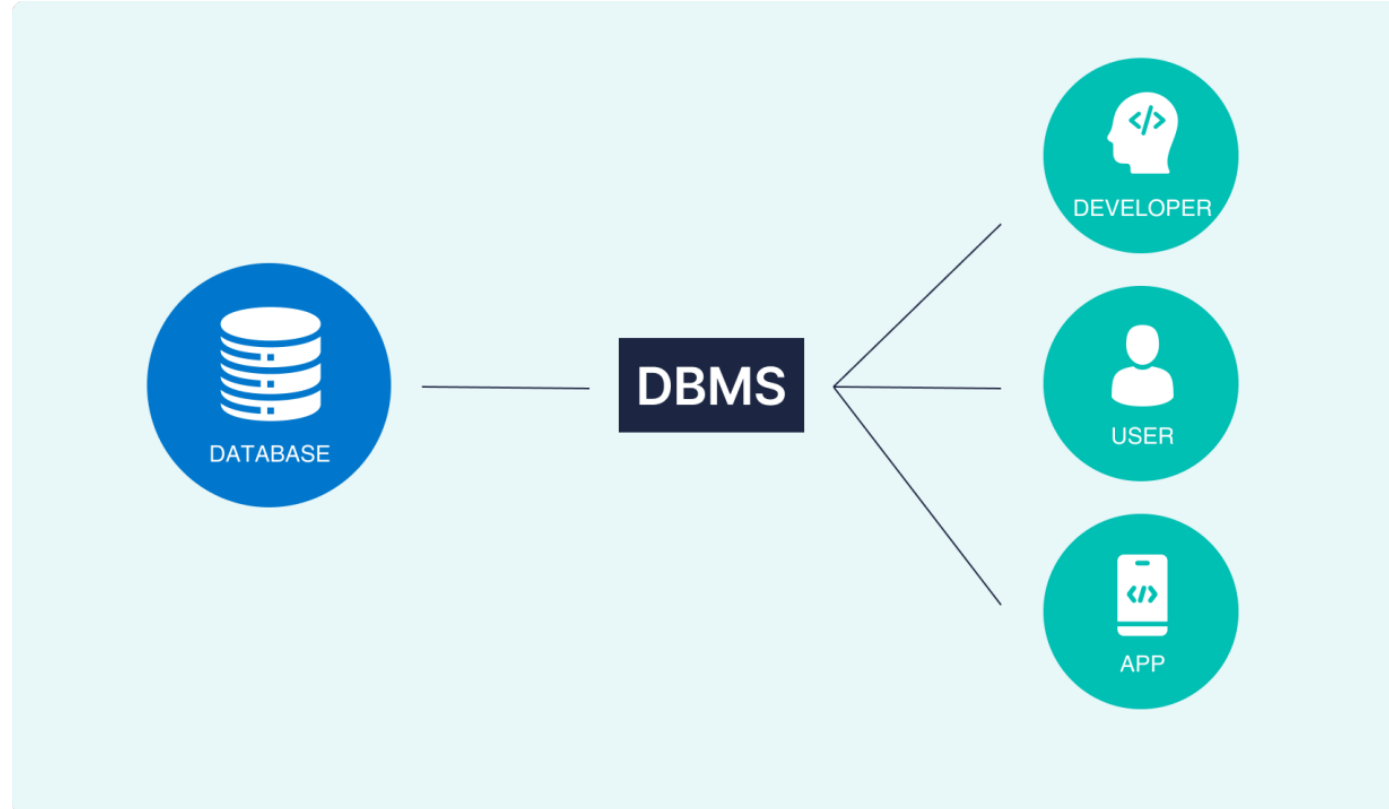 DATABASE
DBMS
</>
DEVELOPER
USER
</>
APP